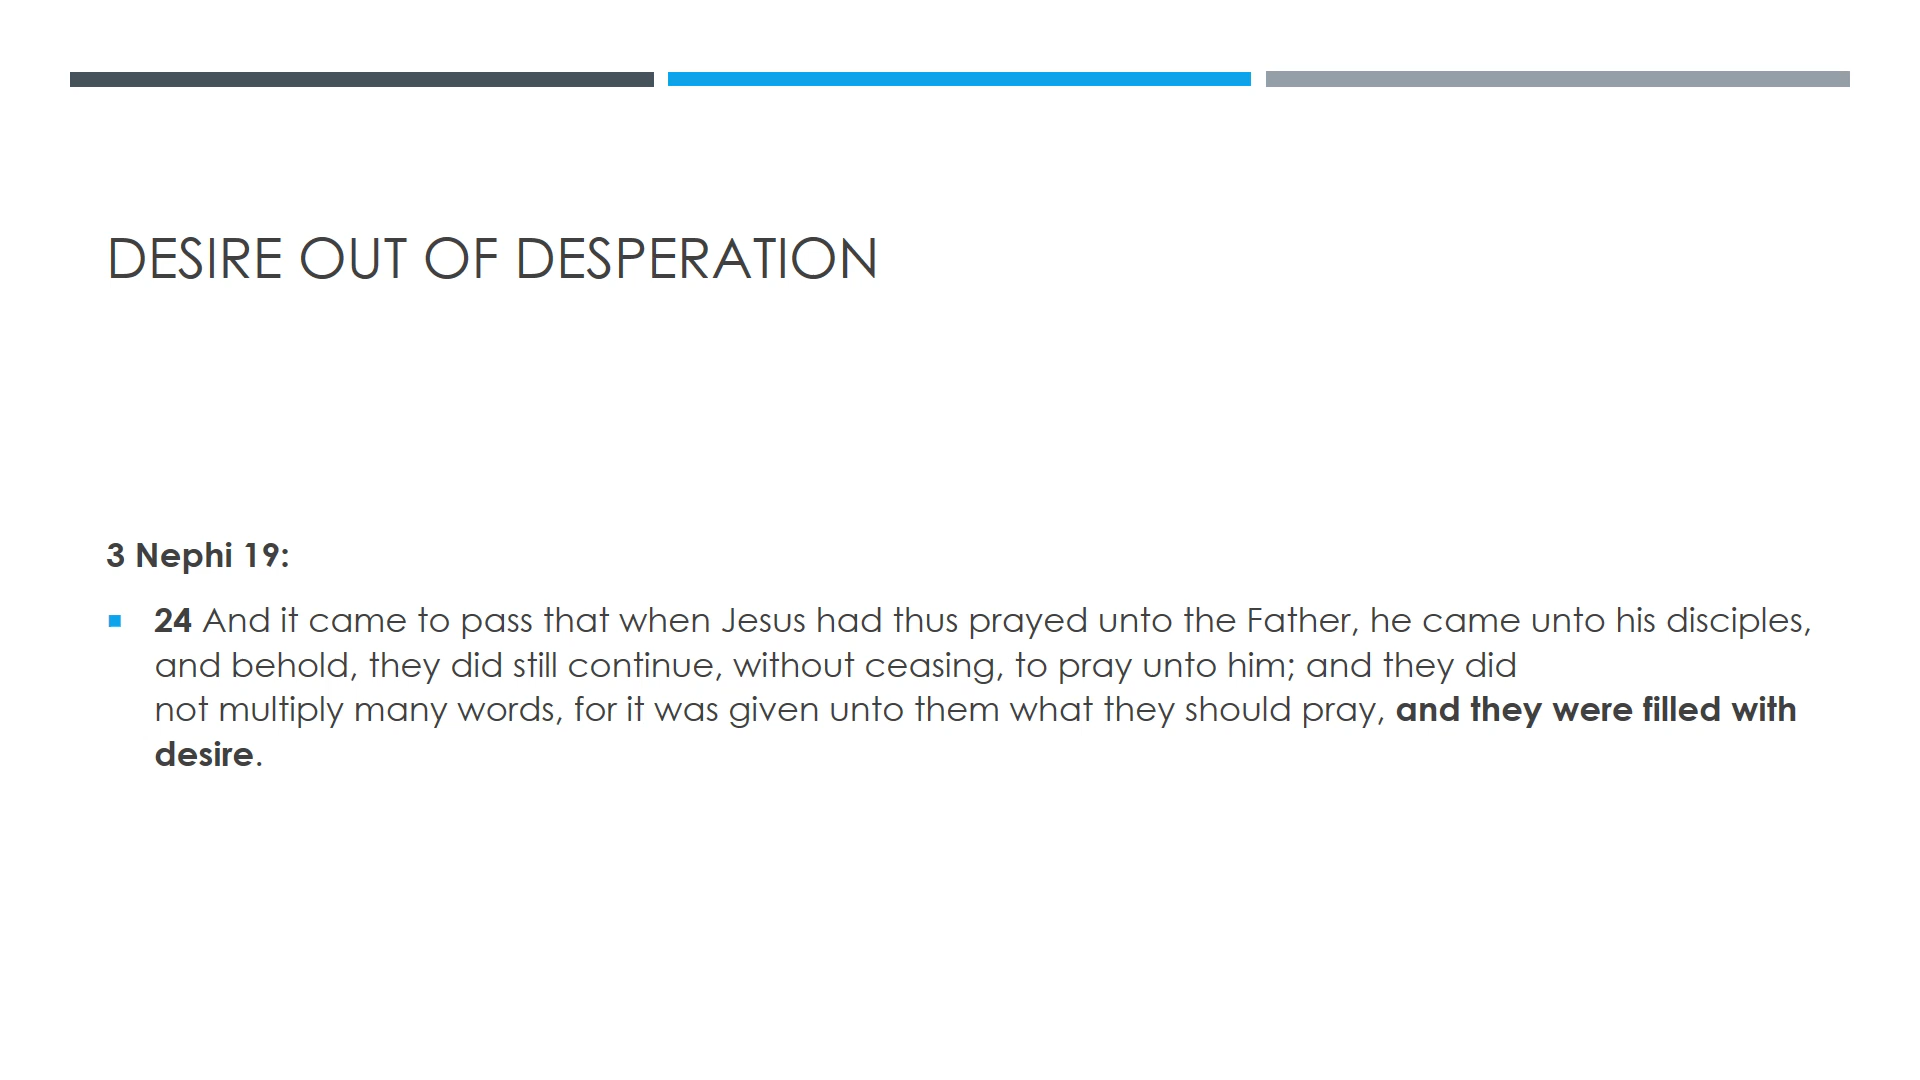 DESIRE OUT OF DESPERATION
3 Nephi 19:
24 And it came to pass that when Jesus had thus prayed unto the Father, he came unto his disciples,
and behold, they did still continue, without ceasing, to pray unto him; and they did
not multiply many words, for it was given unto them what they should pray, and they were filled with
desire.